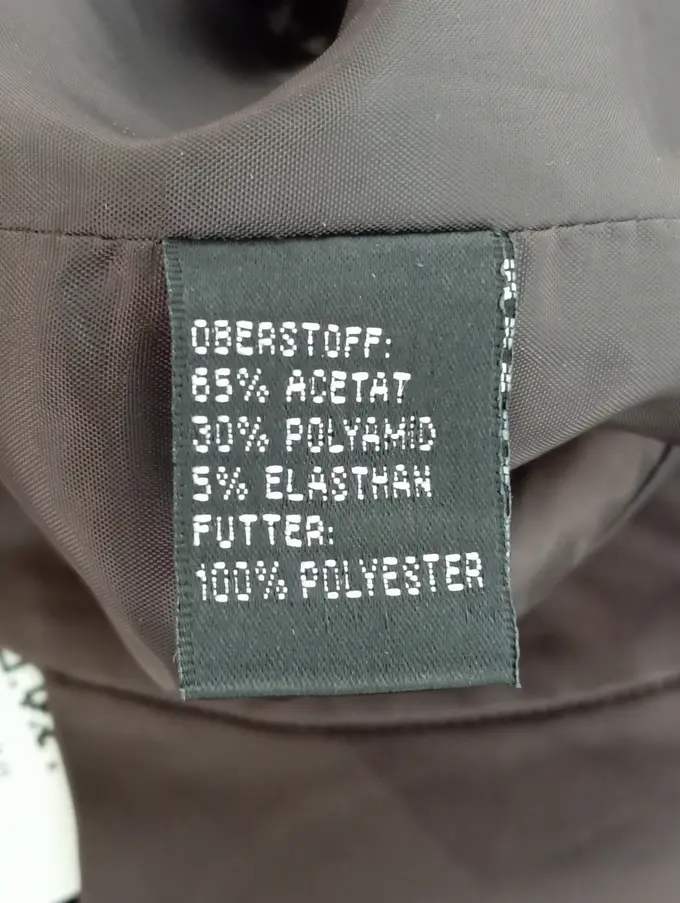 OBERSTOFF:
65% ACETAT
30% POLYAMID
5% ELASTHAN
FUTTER:
100% POLYESTER